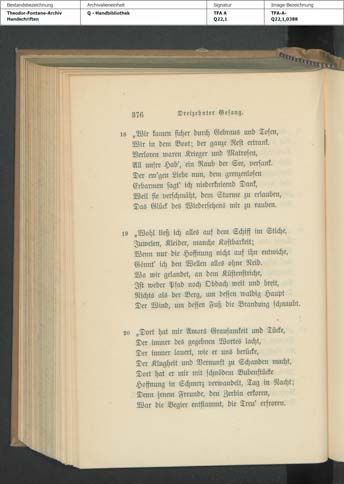 Bestandsbezeichnung
Archivalieneinheit
Signatur
Image-Bezeichnung
Theodor-Fontane-Archiv
Handschriften
Q - Handbibliothek
TFA A
Q22,1
TFA-A-
Q22,1,0388
376
Dreizehnter Gesang.
18 „Wir kamen sicher durch Gebraus und Tosen,
Wir in dem Boot; der ganze Rest ertrank.
Verloren waren Krieger und Matrosen,
All unsre Hab', ein Raub der See, versank.
Der ew'gen Liebe nun, dem grenzenlosen
Erbarmen sagt' ich niederknieend Dank,
Weil sie verschmäht, dem Sturme zu erlauben,
Das Glück des Wiedersehens mir zu rauben.
19 „Wohl ließ ich alles auf dem Schiff im Stiche,
Juwelen, Kleider, manche Kostbarkeit;
Wenn nur die Hoffnung nicht auf ihn entwiche,
Gönnt' ich den Wellen alles ohne Neid.
Wo wir gelandet, an dem Küstenstriche,
Ist weder Pfad noch Obdach weit und breit,
Nichts als der Berg, um dessen waldig Haupt
Der Wind, um dessen Fuß die Brandung schnaubt.
20 „Dort hat mir Amors Grausamkeit und Tücke,
Der immer des gegebnen Wortes lacht,
Der immer lauert, wie er uns berücke,
Der Klugheit und Vernunft zu Schanden macht,
Dort hat er mir mit schnödem Bubenstücke
Hoffnung in Schmerz verwandelt, Tag in Nacht;
Denn jenem Freunde, den Zerbin erkoren,
War die Begier entflammt, die Treu' erfroren.